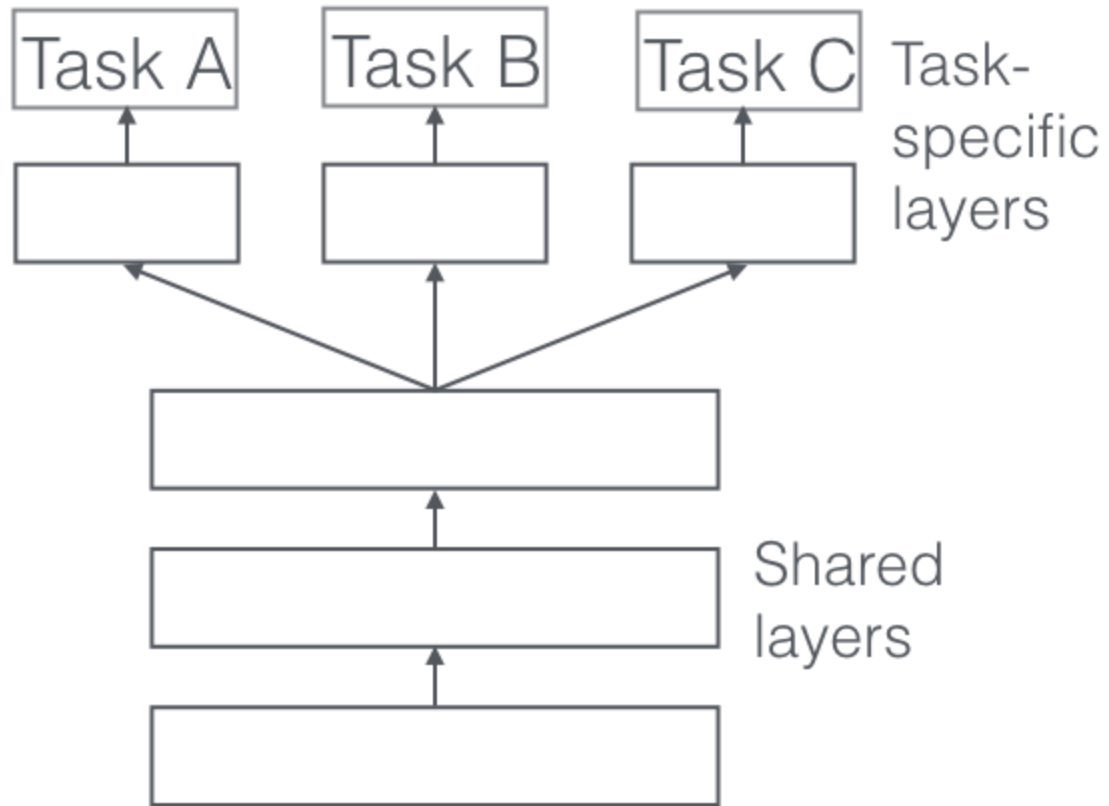 Task A
Task B
Task C
Task-
specific
layers
Shared
layers